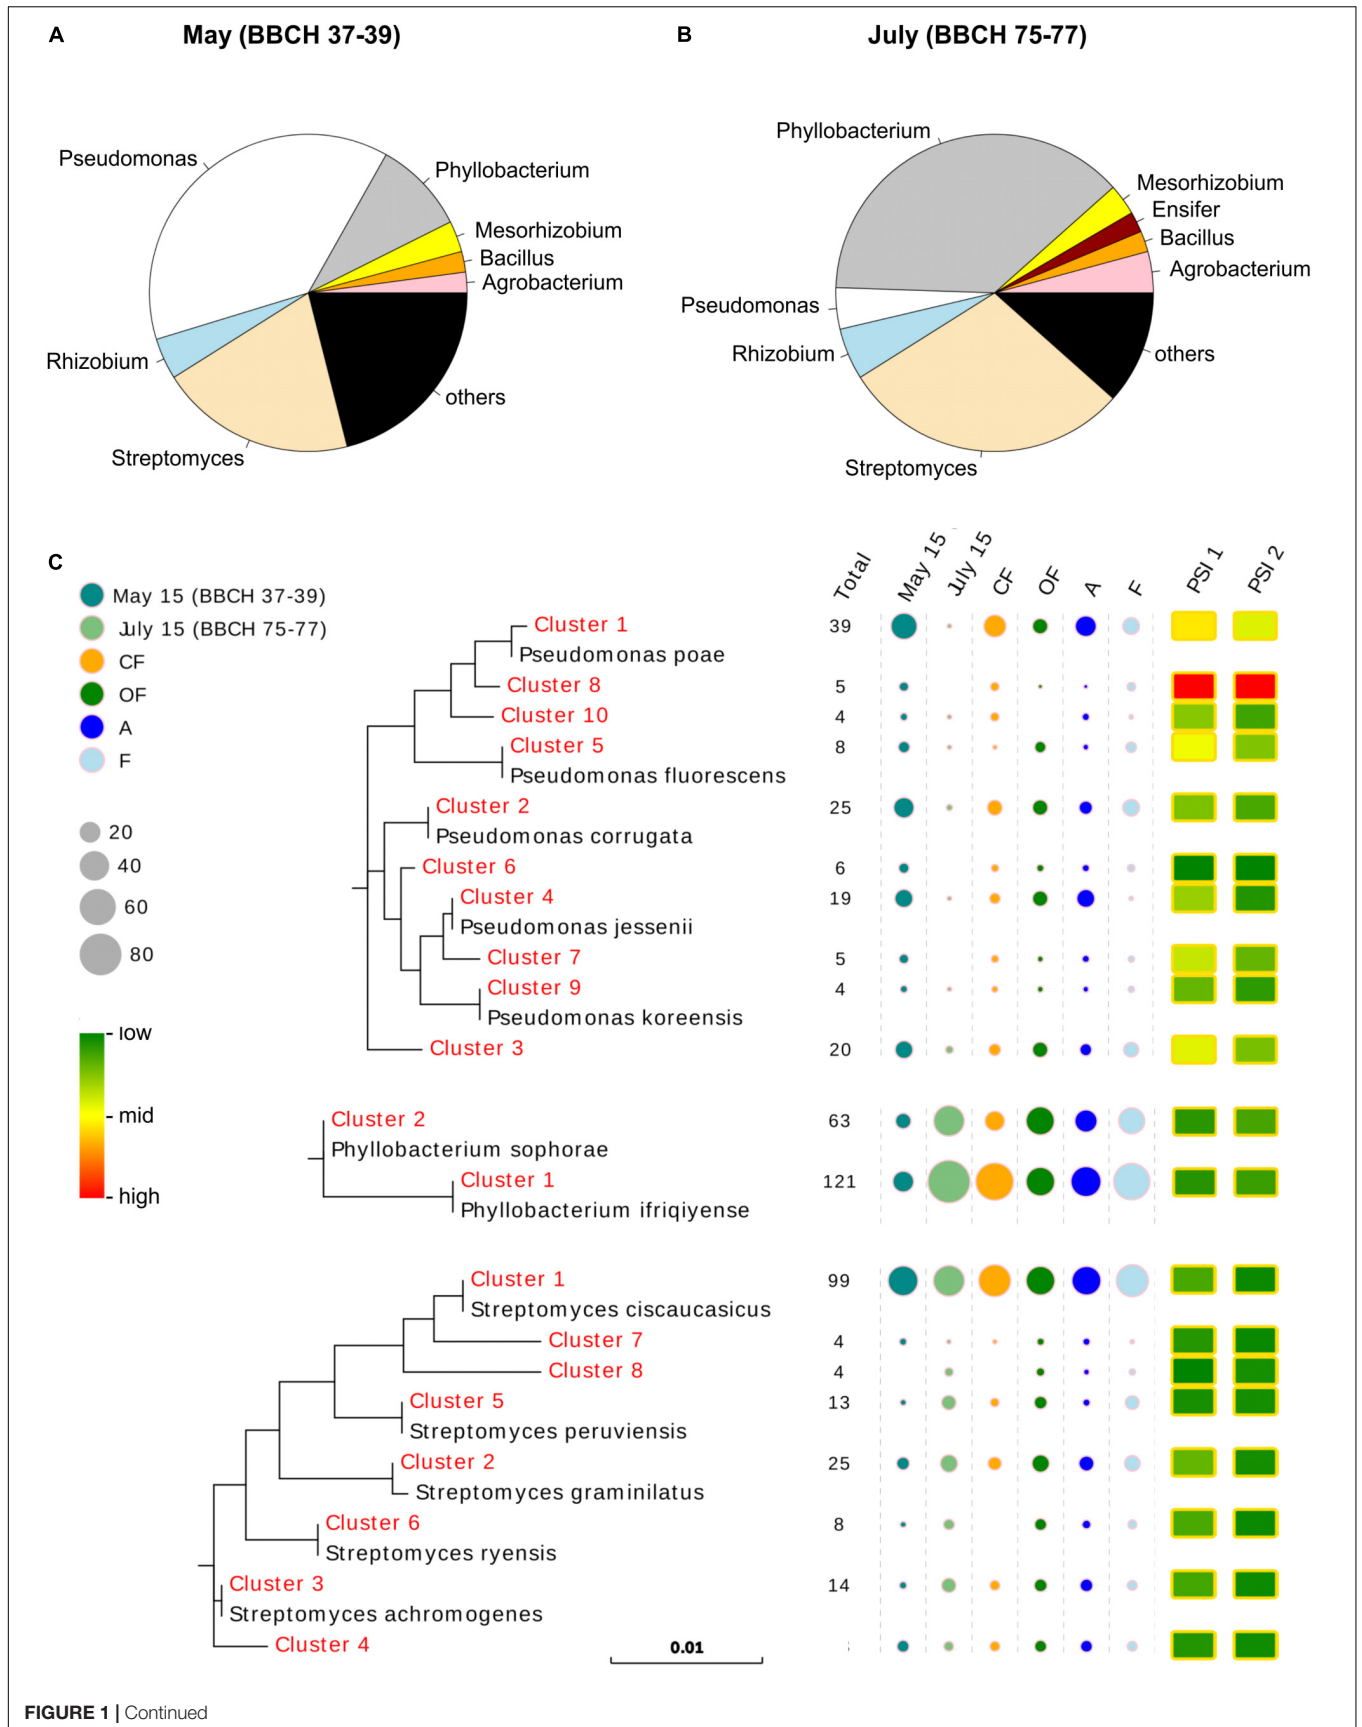 A May (BBCH 37-39)
B July (BBCH 75-77)
Pseudomonas
Phyllobacterium
Mesorhizobium
Bacillus
Agrobacterium
others
Streptomyces
Rhizobium
Phyllobacterium
Mesorhizobium
Ensifer
Bacillus
Agrobacterium
others
Streptomyces
Rhizobium
Pseudomonas
C
May 15 (BBCH 37-39)
July 15 (BBCH 75-77)
CF
OF
A
F
20
40
60
80
low
mid
high
Total May 15 July 15 CF OF A F PSI 1 PSI 2
Cluster 1 39
Pseudomonas poae
Cluster 8 5
Cluster 10 4
Cluster 5 8
Pseudomonas fluorescens
Cluster 2 25
Pseudomonas corrugata
Cluster 6 6
Cluster 4 19
Pseudomonas jessenii
Cluster 7 5
Cluster 9 4
Pseudomonas koreensis
Cluster 3 20
Cluster 2 63
Phyllobacterium sophorae
Cluster 1 121
Phyllobacterium ifriqiyense
Cluster 1 99
Streptomyces ciscaucasicus
Cluster 7 4
Cluster 8 4
Cluster 5 13
Streptomyces peruviensis
Cluster 2 25
Streptomyces graminilatus
Cluster 6 8
Streptomyces ryensis
Cluster 3 14
Streptomyces achromogenes
Cluster 4
0.01
FIGURE 1 | Continued